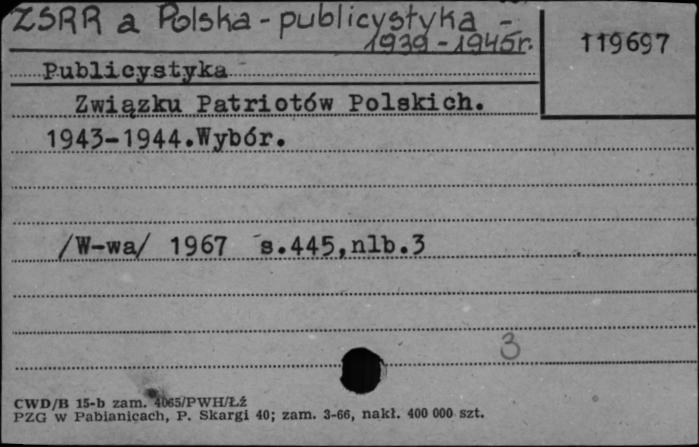 ZSRR a Polska - publicystyka -
1939 - 1945r.
119697
Publicystyka
Związku Patriotów Polskich.
1943-1944.Wybór.
/W-wa/ 1967 s.445,nlb.3
3
CWD/B 15-b zam. 4065/PWH/Łź
PZG w Pabianicach, P. Skargi 40; zam. 3-66, nakł. 400 000 szt.